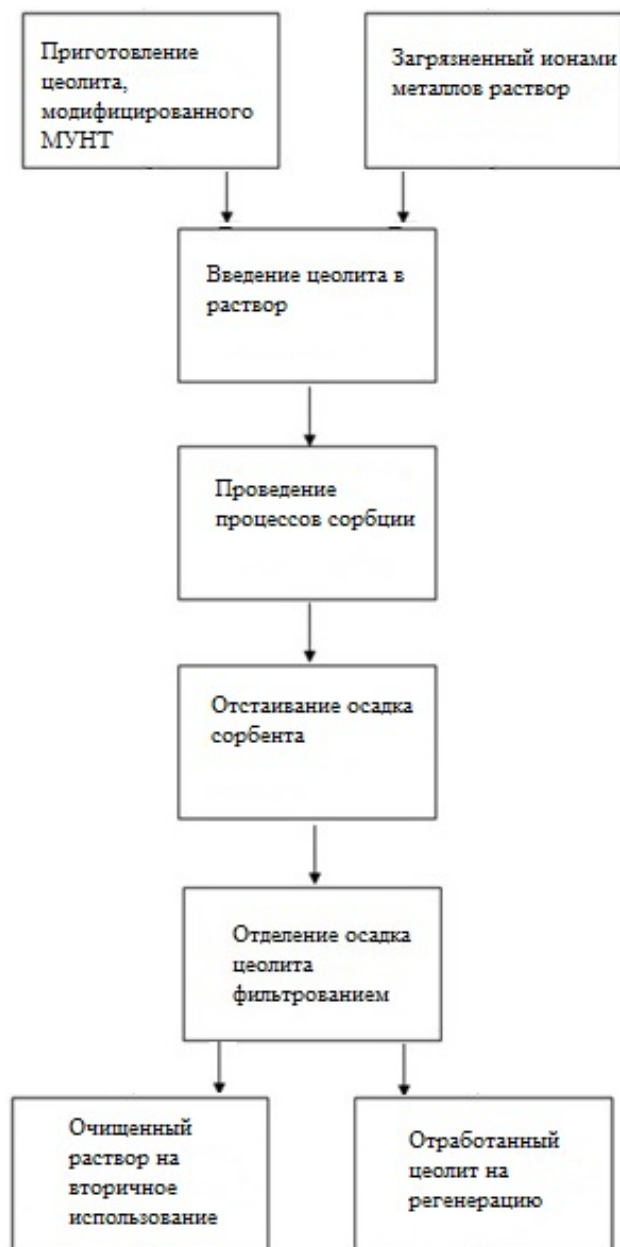 Приготовление
цеолита,
модифицированного
МУНТ
Загрязненный ионами
металлов раствор
Введение цеолита в
раствор
Проведение
процессов сорбции
Отстаивание осадка
сорбента
Отделение осадка
цеолита
фильтрованием
Очищенный
раствор на
вторичное
использование
Отработанный
цеолит на
регенерацию